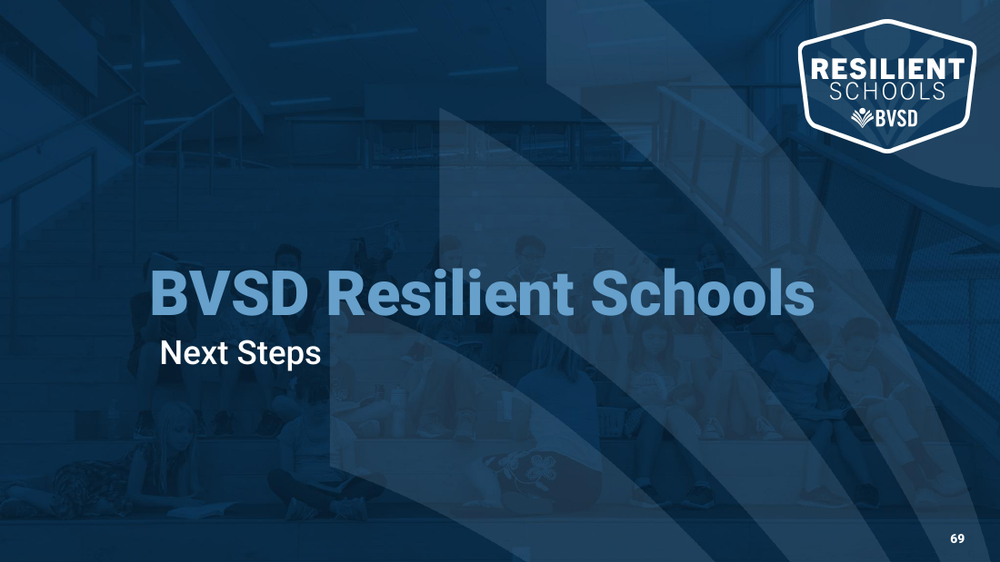 RESILIENT
SCHOOLS
BVSD
BVSD Resilient Schools
Next Steps
69